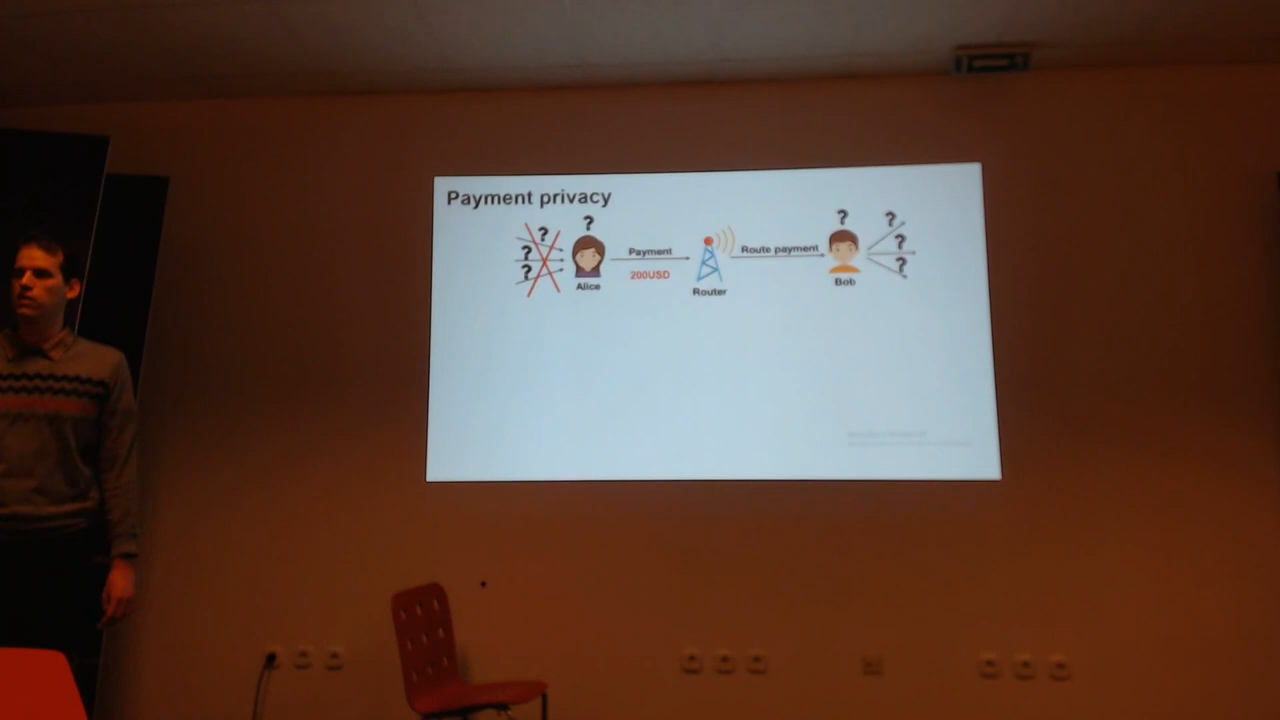 Payment privacy
?
?
?
?
Alice
Payment
200USD
Router
Route payment
?
Bob
?
?
?